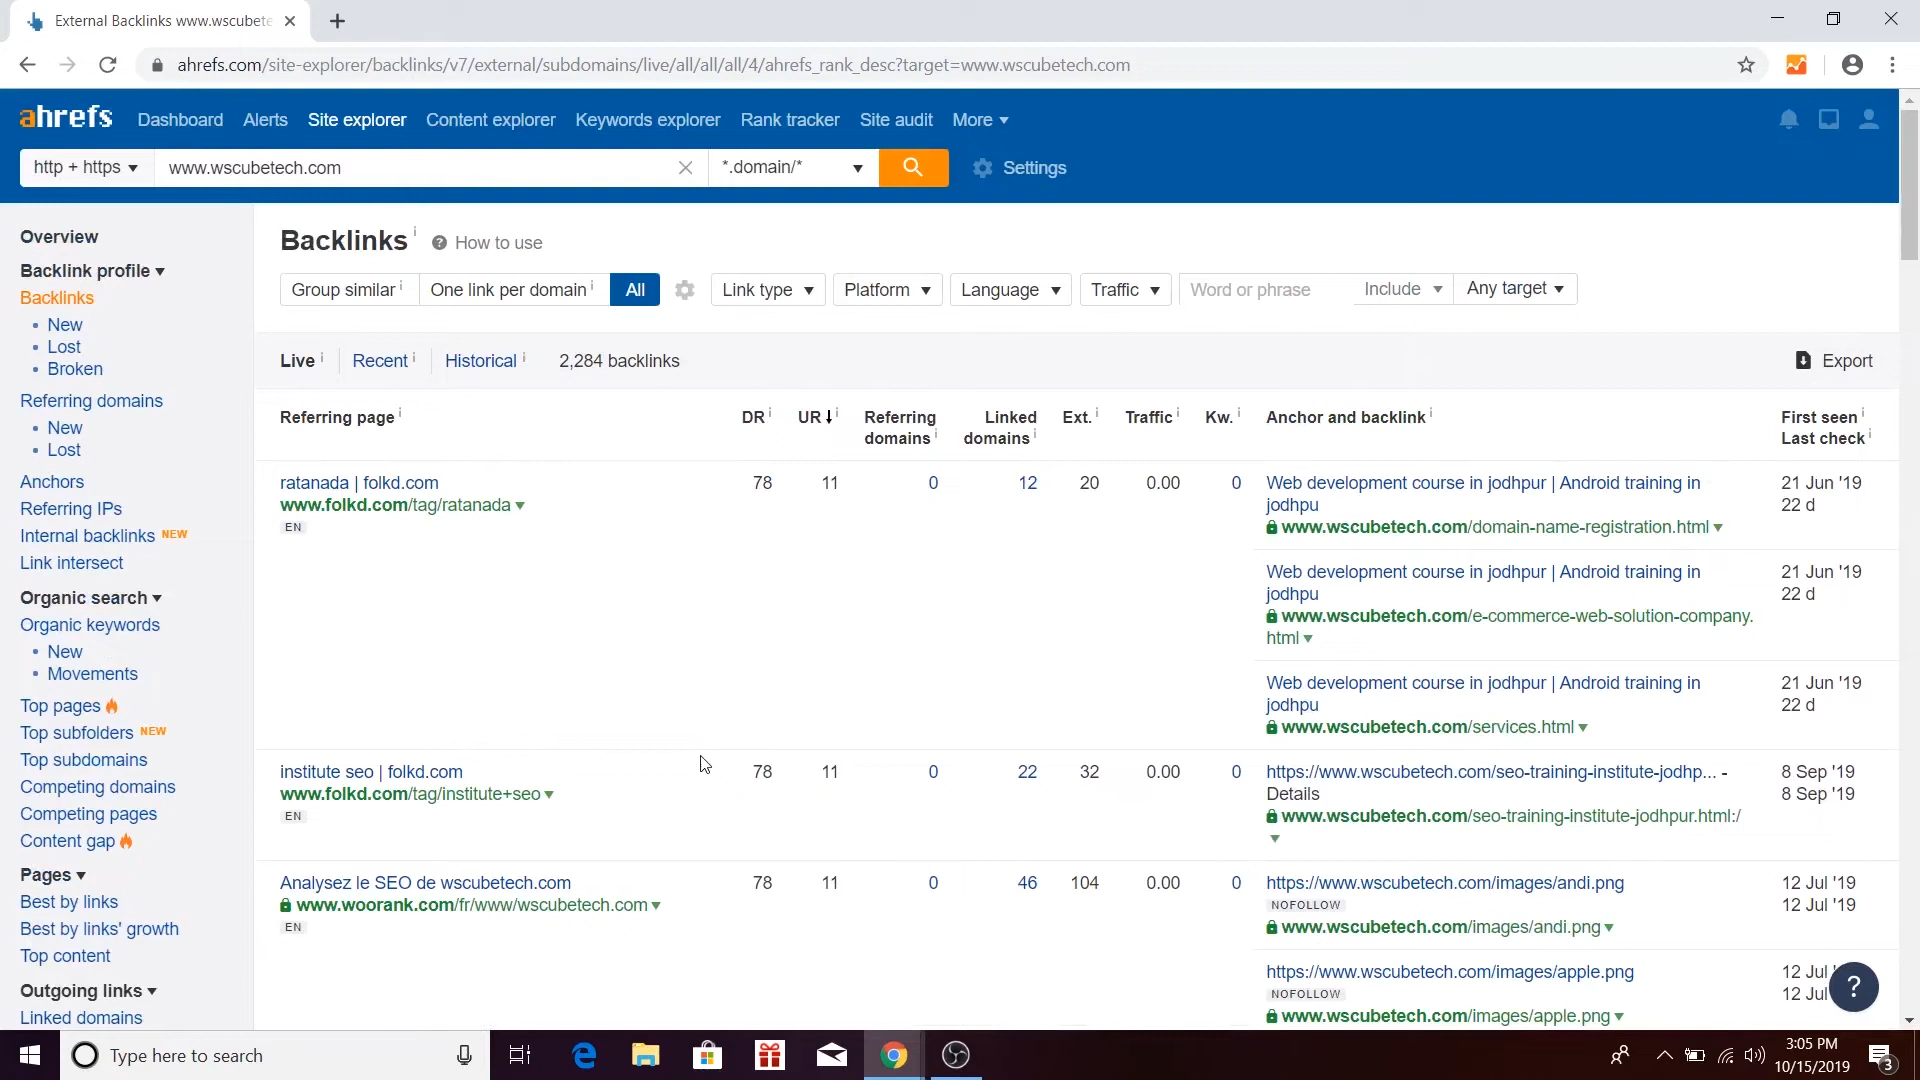 External Backlinks www.wscubete
ahrefs.com/site-explorer/backlinks/v7/external/subdomains/live/all/all/all/4/ahrefs_rank_desc?target=www.wscubetech.com
ahrefs Dashboard Alerts Site explorer Content explorer Keywords explorer Rank tracker Site audit More
http + https www.wscubetech.com *.domain/* Settings
Overview
Backlink profile
Backlinks
New
Lost
Broken
Referring domains
New
Lost
Anchors
Referring IPs
Internal backlinks NEW
Link intersect
Organic search
Organic keywords
New
Movements
Top pages
Top subfolders NEW
Top subdomains
Competing domains
Competing pages
Content gap
Pages
Best by links
Best by links' growth
Top content
Outgoing links
Linked domains
Backlinks i ? How to use
Group similar i One link per domain i All Link type Platform Language Traffic Word or phrase Include Any target
Live i Recent i Historical i 2,284 backlinks Export
Referring page i DR i UR i Referring domains i Linked domains i Ext. i Traffic i Kw. i Anchor and backlink i First seen i
Last check i
ratanada | folkd.com 78 11 0 12 20 0.00 0 Web development course in jodhpur | Android training in 21 Jun '19
www.folkd.com/tag/ratanada jodhpu 22 d
EN www.wscubetech.com/domain-name-registration.html
Web development course in jodhpur | Android training in 21 Jun '19
jodhpu 22 d
www.wscubetech.com/e-commerce-web-solution-company.
html
Web development course in jodhpur | Android training in 21 Jun '19
jodhpu 22 d
www.wscubetech.com/services.html
institute seo | folkd.com 78 11 0 22 32 0.00 0 https://www.wscubetech.com/seo-training-institute-jodhp... - 8 Sep '19
www.folkd.com/tag/institute+seo Details 8 Sep '19
EN www.wscubetech.com/seo-training-institute-jodhpur.html:/
Analysez le SEO de wscubetech.com 78 11 0 46 104 0.00 0 https://www.wscubetech.com/images/andi.png 12 Jul '19
www.woorank.com/fr/www/wscubetech.com NOFOLLOW 12 Jul '19
EN www.wscubetech.com/images/andi.png
https://www.wscubetech.com/images/apple.png 12 Jul '
NOFOLLOW 12 Jul
www.wscubetech.com/images/apple.png
?
Type here to search
3:05 PM
10/15/2019
3